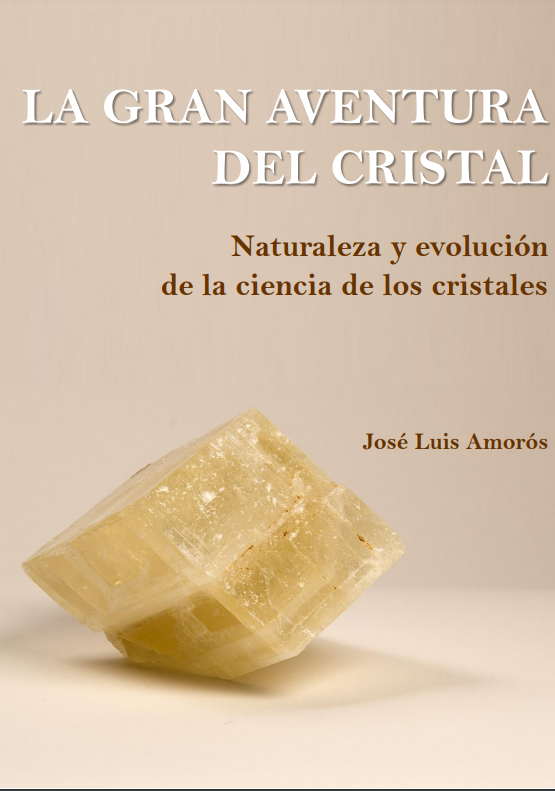 LA GRAN AVENTURA
DEL CRISTAL
Naturaleza y evolución
de la ciencia de los cristales
José Luis Amorós